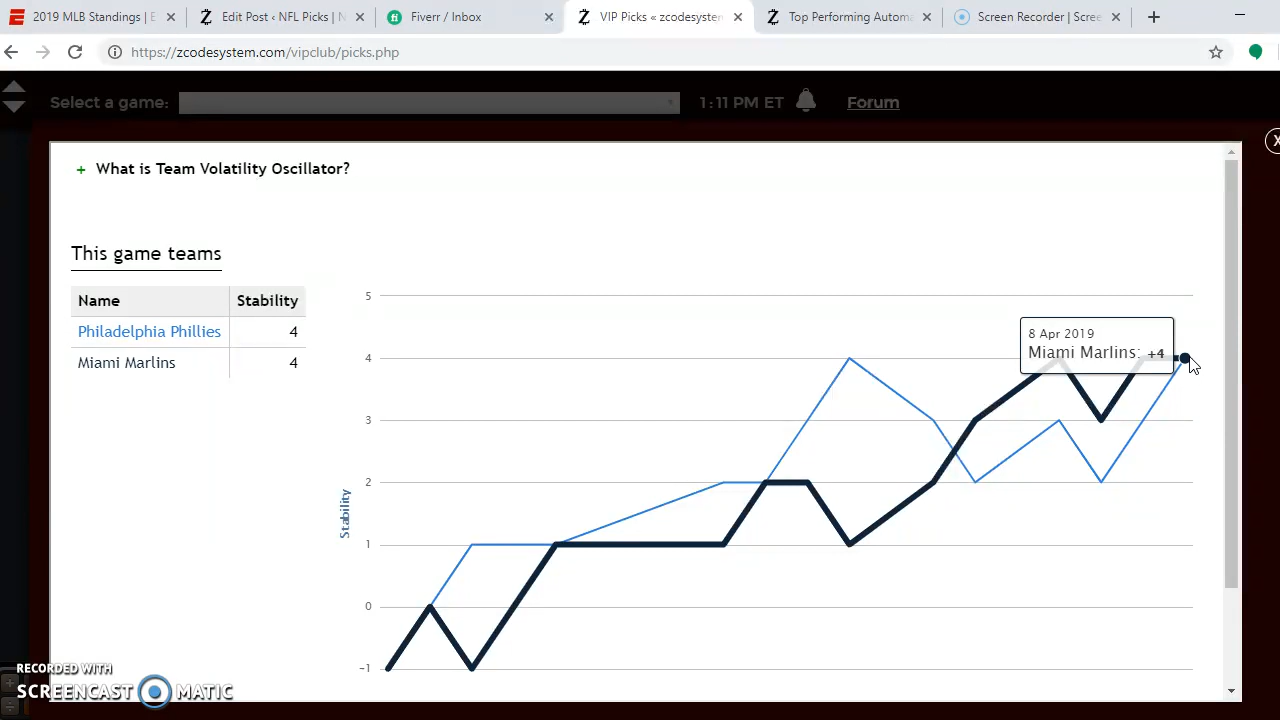 2019 MLB Standings | E
Edit Post ‹ NFL Picks | N
Fiverr / Inbox
VIP Picks « zcodesystem
Top Performing Automa
Screen Recorder | Scree
https://zcodesystem.com/vipclub/picks.php
Select a game:
1:11 PM ET
Forum
X
+ What is Team Volatility Oscillator?
This game teams
Name Stability
Philadelphia Phillies 4
Miami Marlins 4
5
8 Apr 2019
Miami Marlins: +4
4
3
2
Stability
1
0
−1
RECORDED WITH
SCREENCAST MATIC